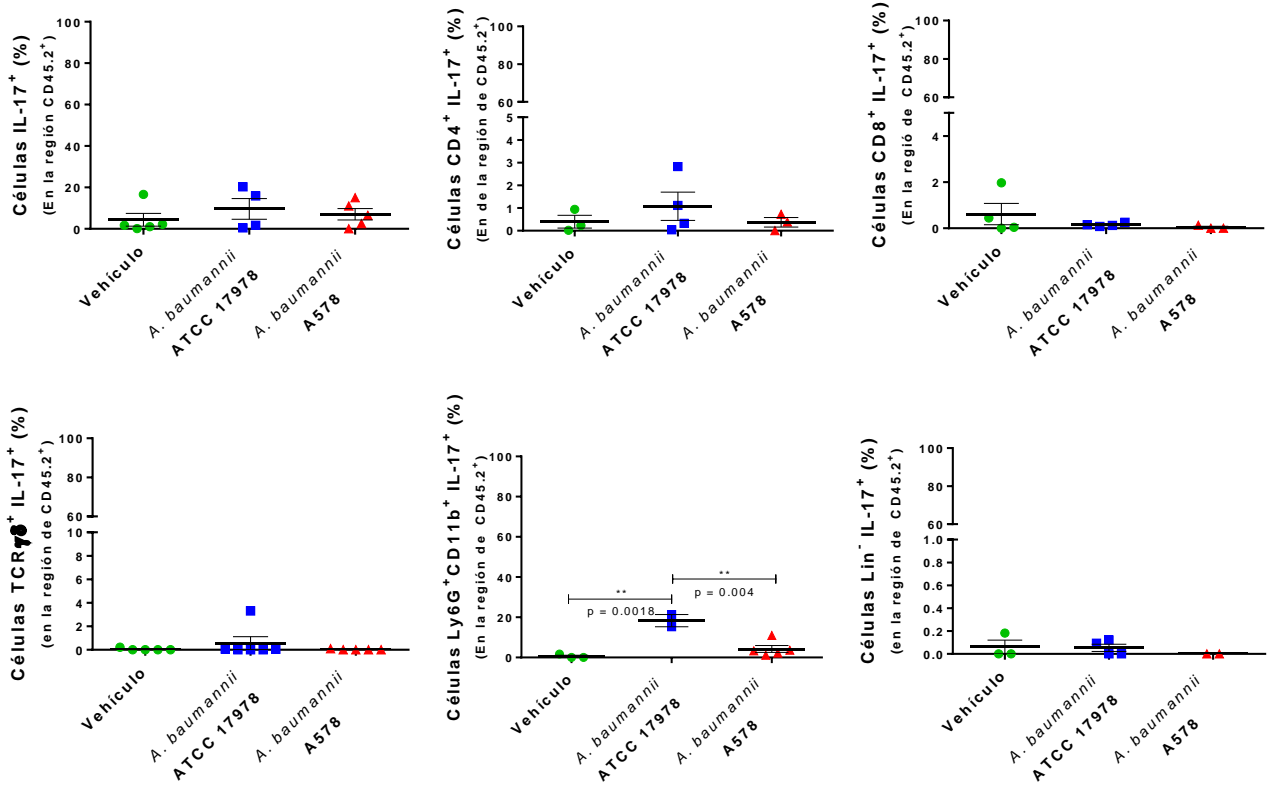 Células IL-17+ (%)
(En la región CD45.2+)
100
80
60
40
20
0
Vehículo
A. baumannii
ATCC 17978
A. baumannii
A578
Células CD4+ IL-17+ (%)
(En de la región de CD45.2+)
100
80
60
5
4
3
2
1
0
Vehículo
A. baumannii
ATCC 17978
A. baumannii
A578
Células CD8+ IL-17+ (%)
(En la regió de CD45.2+)
100
80
60
4
2
0
Vehículo
A. baumannii
ATCC 17978
A. baumannii
A578
Células TCRγδ+ IL-17+ (%)
(en la región de CD45.2+)
100
80
60
10
8
6
4
2
0
Vehículo
A. baumannii
ATCC 17978
A. baumannii
A578
Células Ly6G+CD11b+ IL-17+ (%)
(En la región de CD45.2+)
100
80
60
40
20
0
**
p = 0.0018
**
p = 0.004
Vehículo
A. baumannii
ATCC 17978
A. baumannii
A578
Células Lin- IL-17+ (%)
(en la región de CD45.2+)
100
80
60
1.0
0.8
0.6
0.4
0.2
0.0
Vehículo
A. baumannii
ATCC 17978
A. baumannii
A578